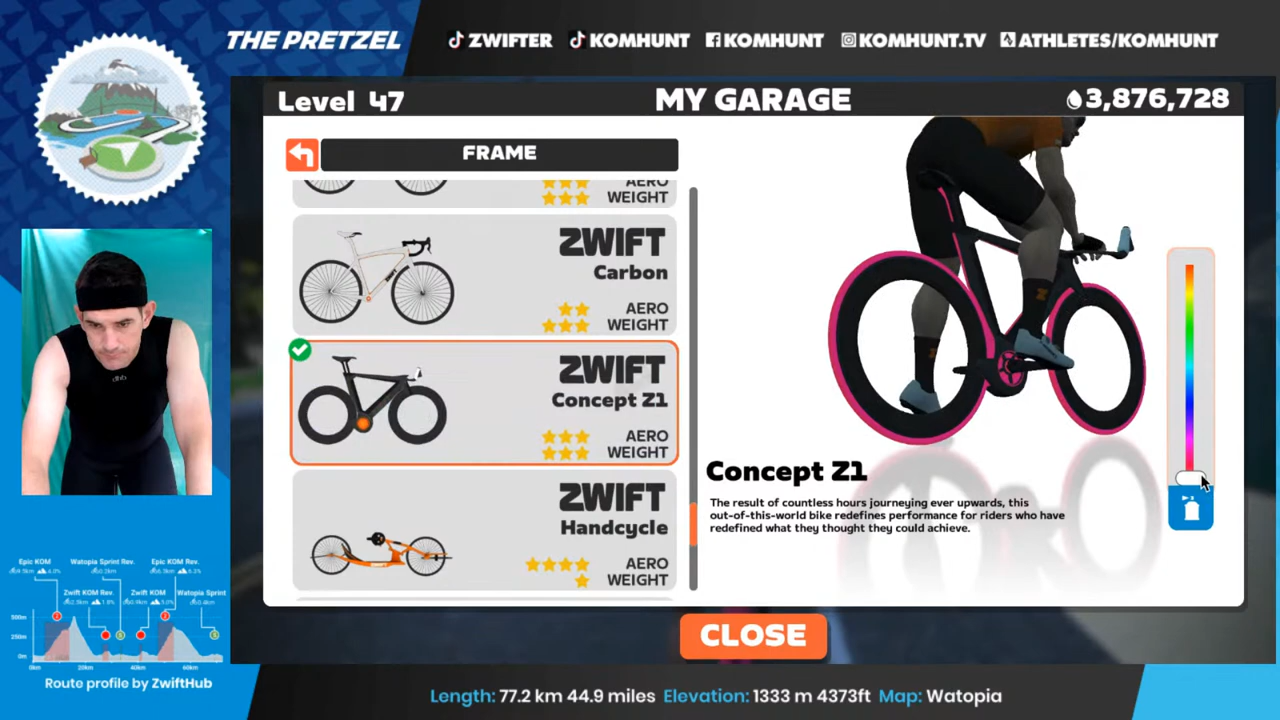 THE PRETZEL
ZWIFTER KOMHUNT KOMHUNT KOMHUNT.TV ATHLETES/KOMHUNT
Level 47
MY GARAGE
3,876,728
FRAME
AERO
WEIGHT
ZWIFT
Carbon
AERO
WEIGHT
ZWIFT
Concept Z1
AERO
WEIGHT
ZWIFT
Handcycle
AERO
WEIGHT
Concept Z1
The result of countless hours journeying ever upwards, this
out-of-this-world bike redefines performance for riders who have
redefined what they thought they could achieve.
CLOSE
dhb
Epic KOM
Watopia Sprint Rev.
Epic KOM Rev.
Zwift KOM Rev.
Zwift KOM
Watopia Sprint
500m
250m
0m
0km 20km 40km 60km
Route profile by ZwiftHub
Length: 77.2 km 44.9 miles Elevation: 1333 m 4373ft Map: Watopia